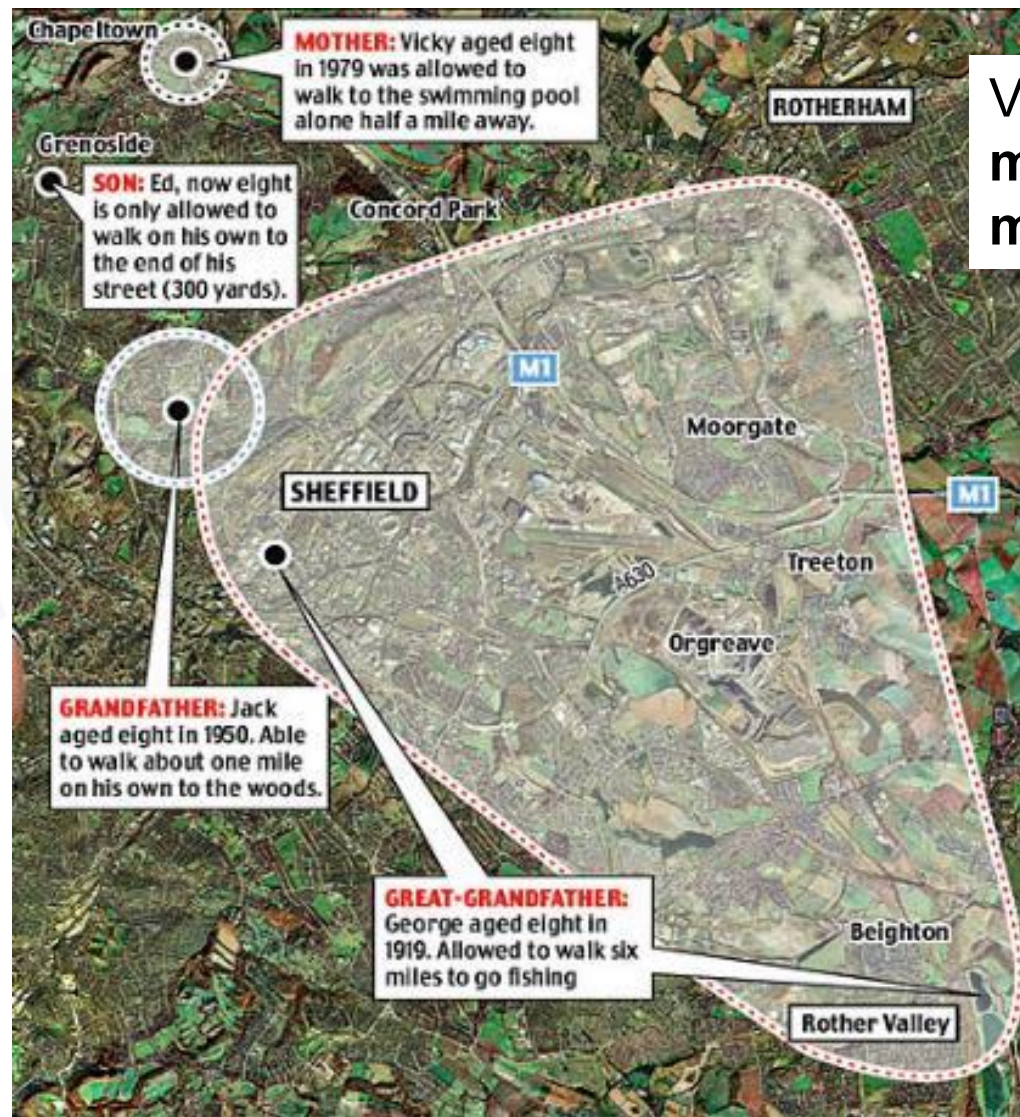 Chapeltown
MOTHER: Vicky aged eight
in 1979 was allowed to
walk to the swimming pool
alone half a mile away.
ROTHERHAM
Grenoside
SON: Ed, now eight
is only allowed to
walk on his own to
the end of his
street (300 yards).
Concord Park
M1
Moorgate
SHEFFIELD
M1
Treeton
A630
Orgreave
GRANDFATHER: Jack
aged eight in 1950. Able
to walk about one mile
on his own to the woods.
GREAT-GRANDFATHER:
George aged eight in
1919. Allowed to walk six
miles to go fishing
Beighton
Rother Valley
V
m
m